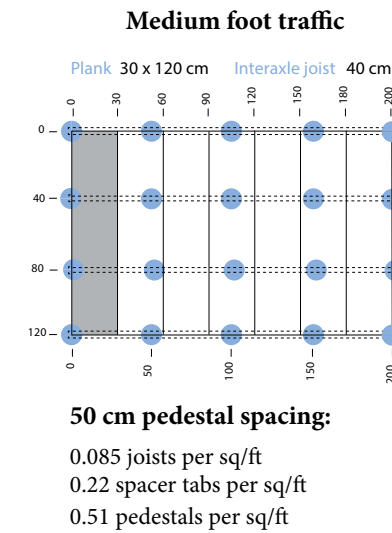 Medium foot traffic
Plank 30 x 120 cm Interaxle joist 40 cm
0 30 60 90 120 150 180 200
0
40
80
120
0 50 100 150 200
50 cm pedestal spacing:
0.085 joists per sq/ft
0.22 spacer tabs per sq/ft
0.51 pedestals per sq/ft